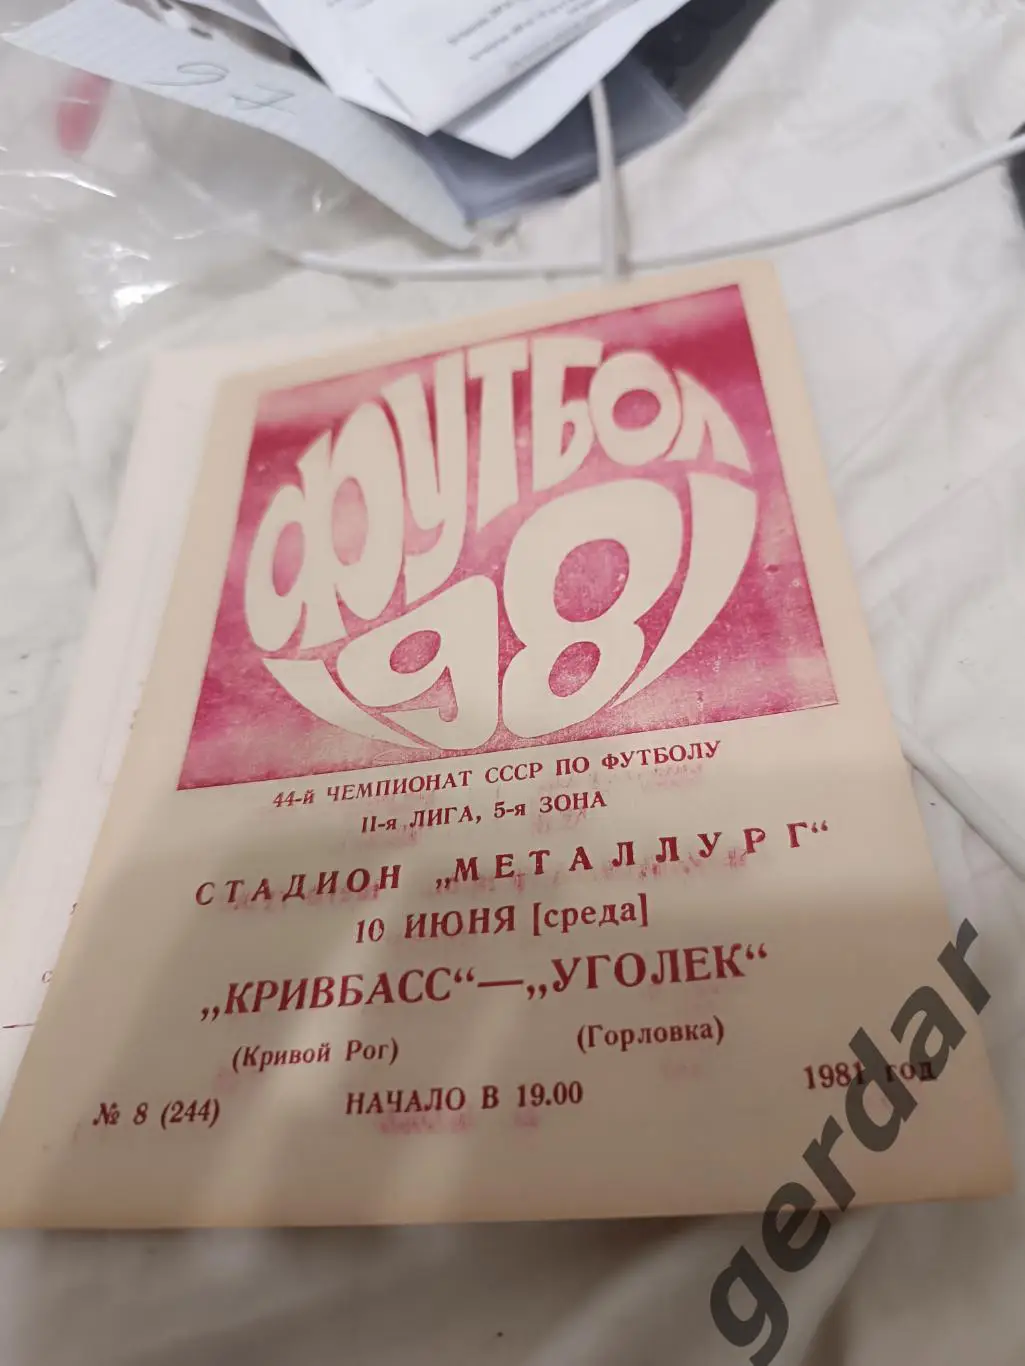 97
ФУТБОЛ
1981
44-й ЧЕМПИОНАТ СССР ПО ФУТБОЛУ
II-я ЛИГА, 5-я ЗОНА
СТАДИОН „МЕТАЛЛУРГ“
10 ИЮНЯ [среда]
„КРИВБАСС“—„УГОЛЕК“
(Кривой Рог) (Горловка)
№ 8 (244) НАЧАЛО В 19.00 1981 год
gerdar